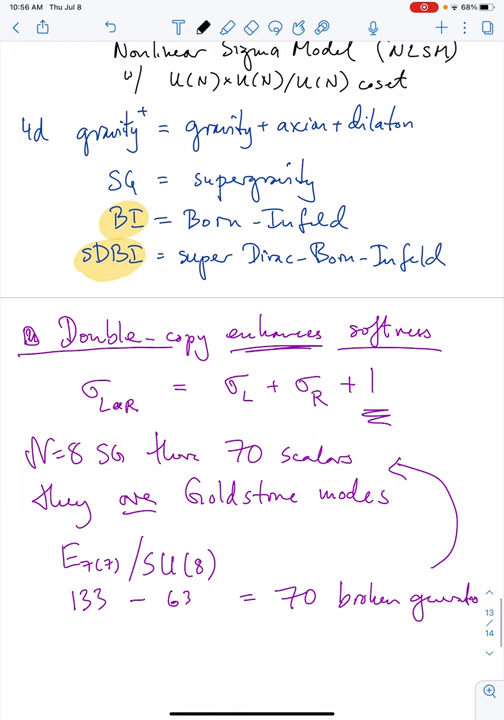 10:56 AM Thu Jul 8
68%
Nonlinear Sigma Model (NLSM)
w/ U(N)×U(N)/U(N) coset
4d gravity⁺ = gravity + axion + dilaton
SG = supergravity
BI = Born-Infeld
SDBI = super Dirac-Born-Infeld
Double-copy enhances softness
σ_L⊗R = σ_L + σ_R + 1
N=8 SG there 70 scalars
they are Goldstone modes
E₇₍₇₎/SU(8)
133 - 63 = 70 broken generato
13
/
14